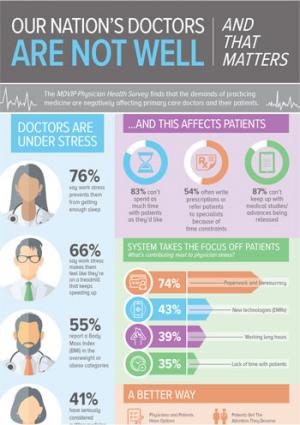 OUR NATION'S DOCTORS
ARE NOT WELL
AND
THAT
MATTERS
The MDVIP Physician Health Survey finds that the demands of practicing
medicine are negatively affecting primary care doctors and their patients.
DOCTORS ARE
UNDER STRESS
76%
say work stress
prevents them
from getting
enough sleep
66%
say work stress
makes them
feel like they're
on a treadmill
that keeps
speeding up
55%
report a Body
Mass Index
(BMI) in the
overweight or
obese categories
41%
have seriously
considered
...AND THIS AFFECTS PATIENTS
83% can't
spend as
much time
with patients
as they'd like
54% often write
prescriptions or
refer patients
to specialists
because of
time constraints
87% can't
keep up with
medical studies/
advances being
released
SYSTEM TAKES THE FOCUS OFF PATIENTS
What's contributing most to physician stress?
74%
Paperwork and bureaucracy
43%
New technologies (EMRs)
39%
Working long hours
35%
Lack of time with patients
A BETTER WAY
Physicians and Patients
Have Options
Patients Get The
Attention They Deserve